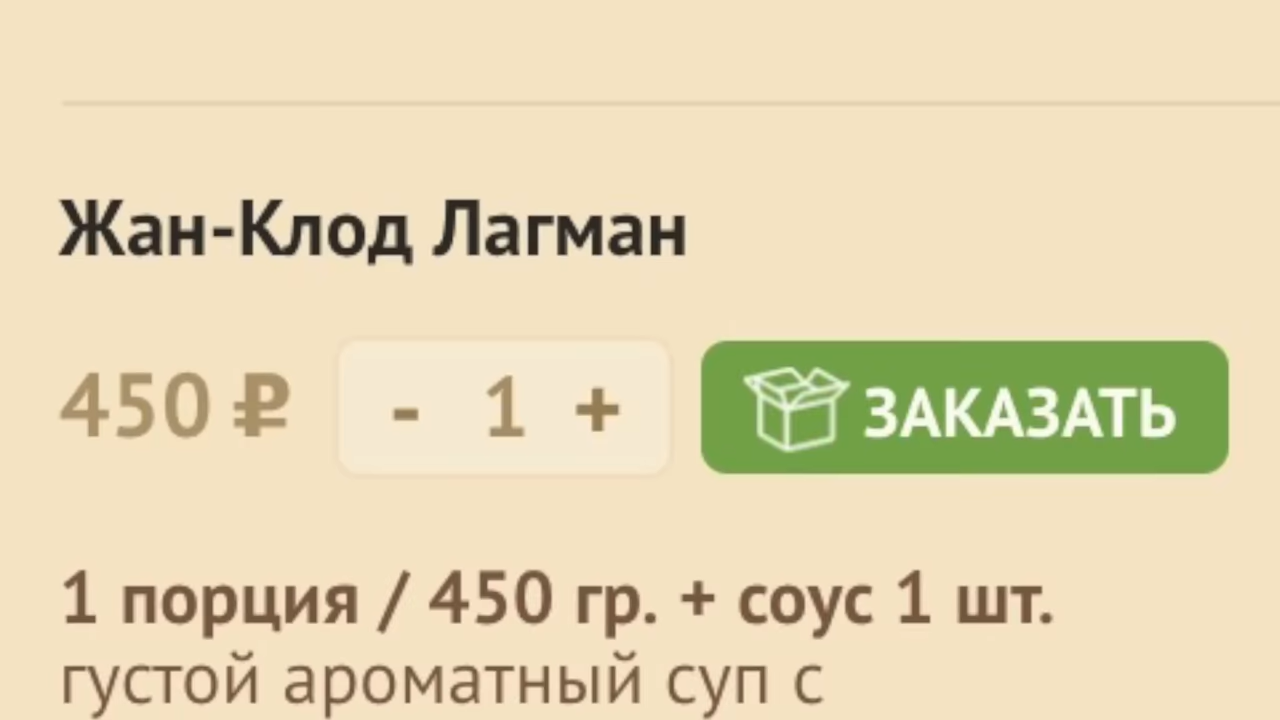 Жан-Клод Лагман
450 ₽ - 1 + ЗАКАЗАТЬ
1 порция / 450 гр. + соус 1 шт.
густой ароматный суп с